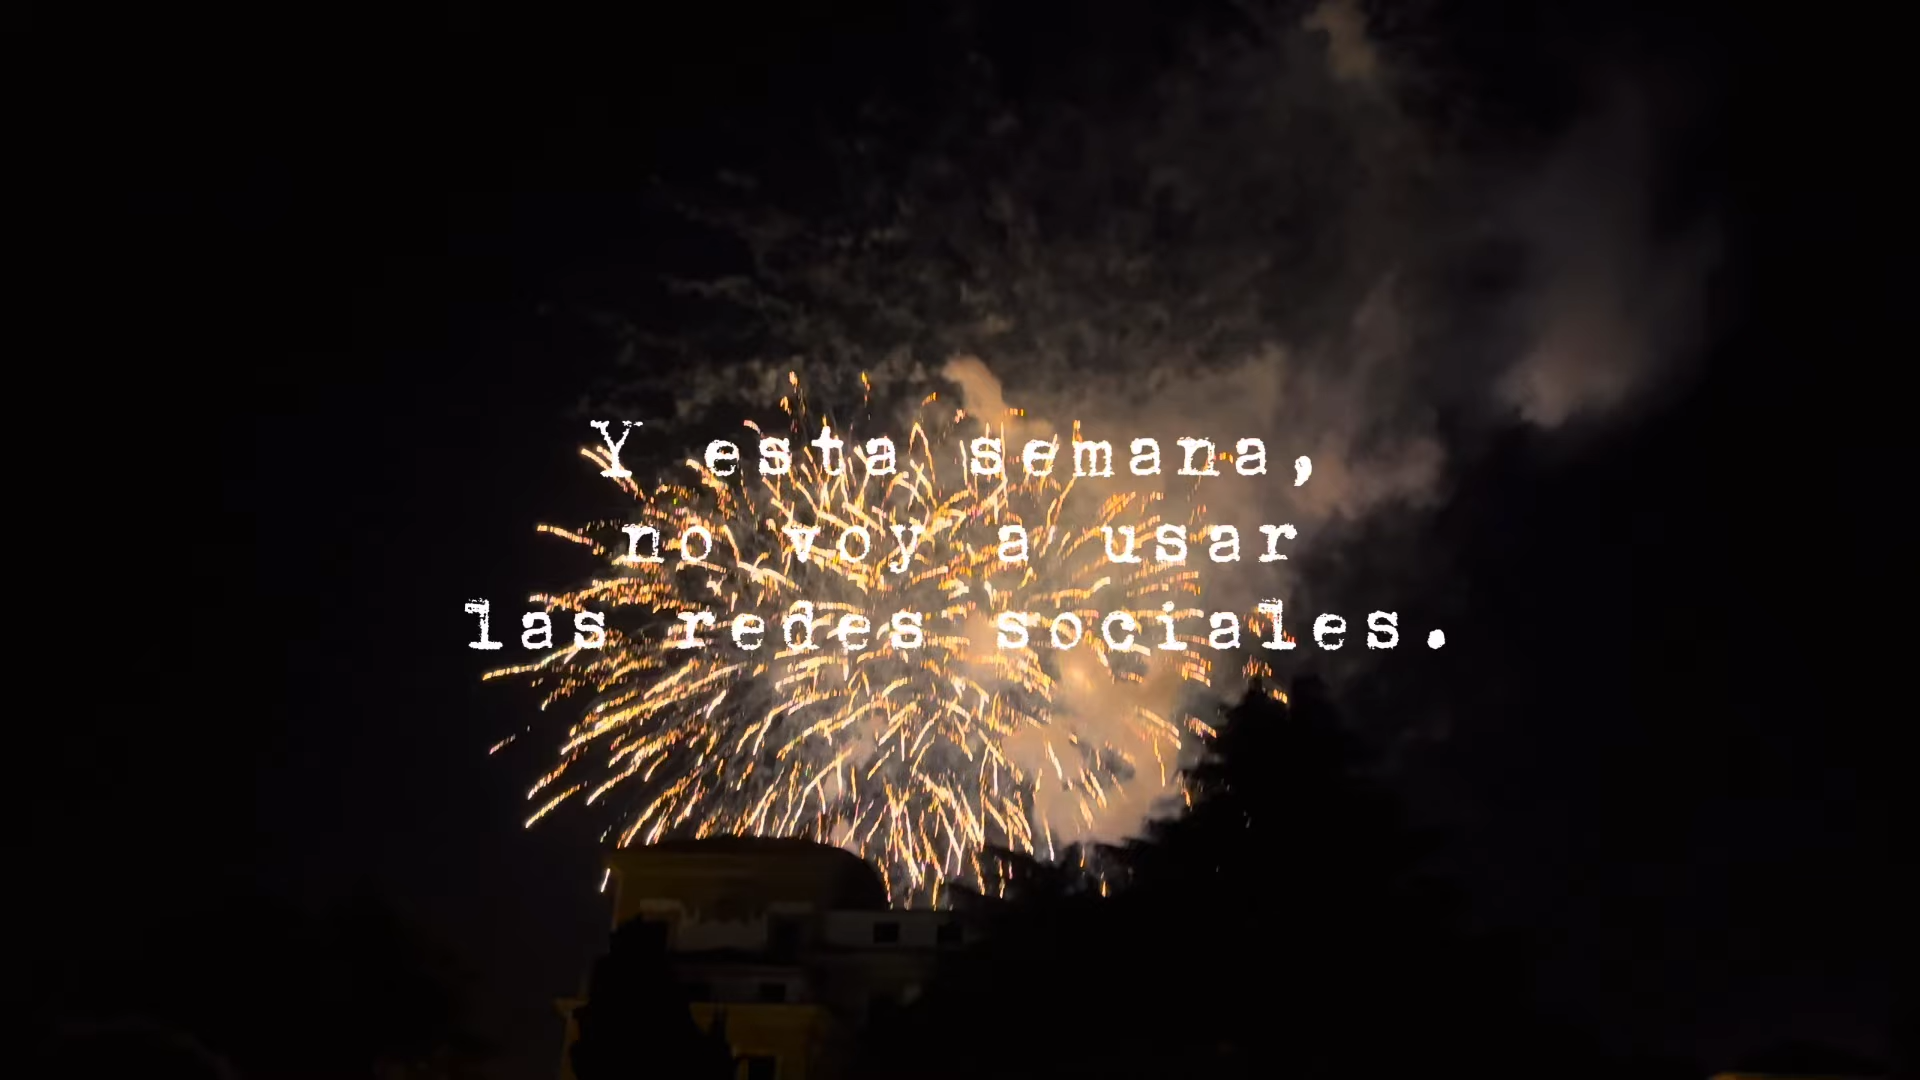 Y esta semana,
no voy a usar
las redes sociales.